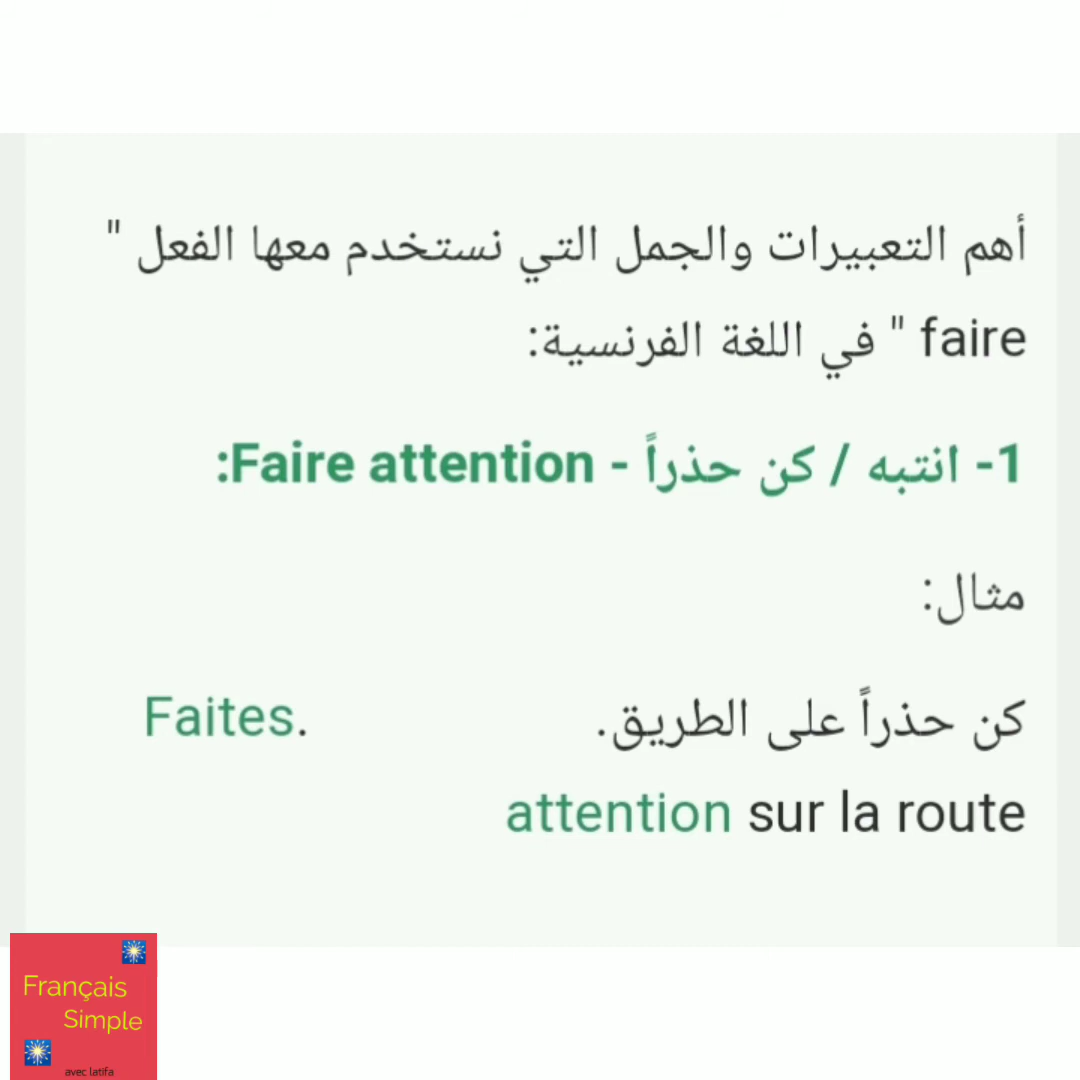 أهم التعبيرات والجمل التي نستخدم معها الفعل "
faire " في اللغة الفرنسية:
1- انتبه / كن حذراً - Faire attention:
مثال:
كن حذراً على الطريق. Faites.
attention sur la route
Français
Simple
avec latifa